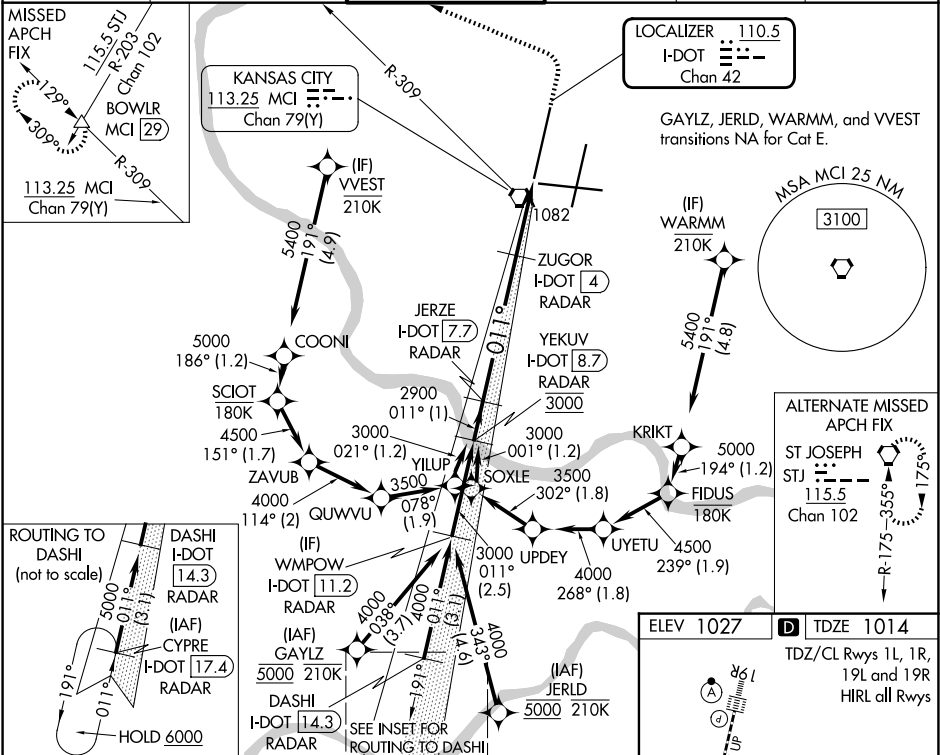 MISSED
APCH
FIX
115.5 STJ
R-203
Chan 102
129°
309°
BOWLR
MCI 29
R-309
113.25 MCI
Chan 79(Y)
R-309
KANSAS CITY
113.25 MCI
Chan 79(Y)
LOCALIZER 110.5
I-DOT
Chan 42
GAYLZ, JERLD, WARMM, and VVEST
transitions NA for Cat E.
MSA MCI 25 NM
3100
(IF)
VVEST
210K
5400
191°
(4.9)
1082
(IF)
WARMM
210K
5400
191°
(4.8)
ZUGOR
I-DOT 4
RADAR
011°
JERZE
I-DOT 7.7
RADAR
YEKUV
I-DOT 8.7
RADAR
3000
COONI
5000
186° (1.2)
SCIOT
180K
4500
151° (1.7)
ZAVUB
4000
114° (2)
QUWVU
3500
078°
(1.9)
2900
011° (1)
3000
021° (1.2)
YILUP
3000
001° (1.2)
SOXLE
3500
302° (1.8)
UPDEY
4000
268° (1.8)
UYETU
4500
239° (1.9)
KRIKT
5000
194° (1.2)
FIDUS
180K
ALTERNATE MISSED
APCH FIX
ST JOSEPH
STJ
115.5
Chan 102
175°
R-175
355°
ROUTING TO
DASHI
(not to scale)
DASHI
I-DOT
14.3
RADAR
5000
011°
(3.1)
(IAF)
CYPRE
I-DOT 17.4
RADAR
191°
011°
HOLD 6000
(IF)
WMPOW
I-DOT 11.2
RADAR
3000
011°
(2.5)
4000
038°
(3.7)
4000
011°
(3.1)
4000
343°
(4.6)
(IAF)
GAYLZ
5000 210K
DASHI
I-DOT 14.3
RADAR
191°
SEE INSET FOR
ROUTING TO DASHI
(IAF)
JERLD
5000 210K
ELEV 1027 D TDZE 1014
TDZ/CL Rwys 1L, 1R,
19L and 19R
HIRL all Rwys
19R
A
P
UP